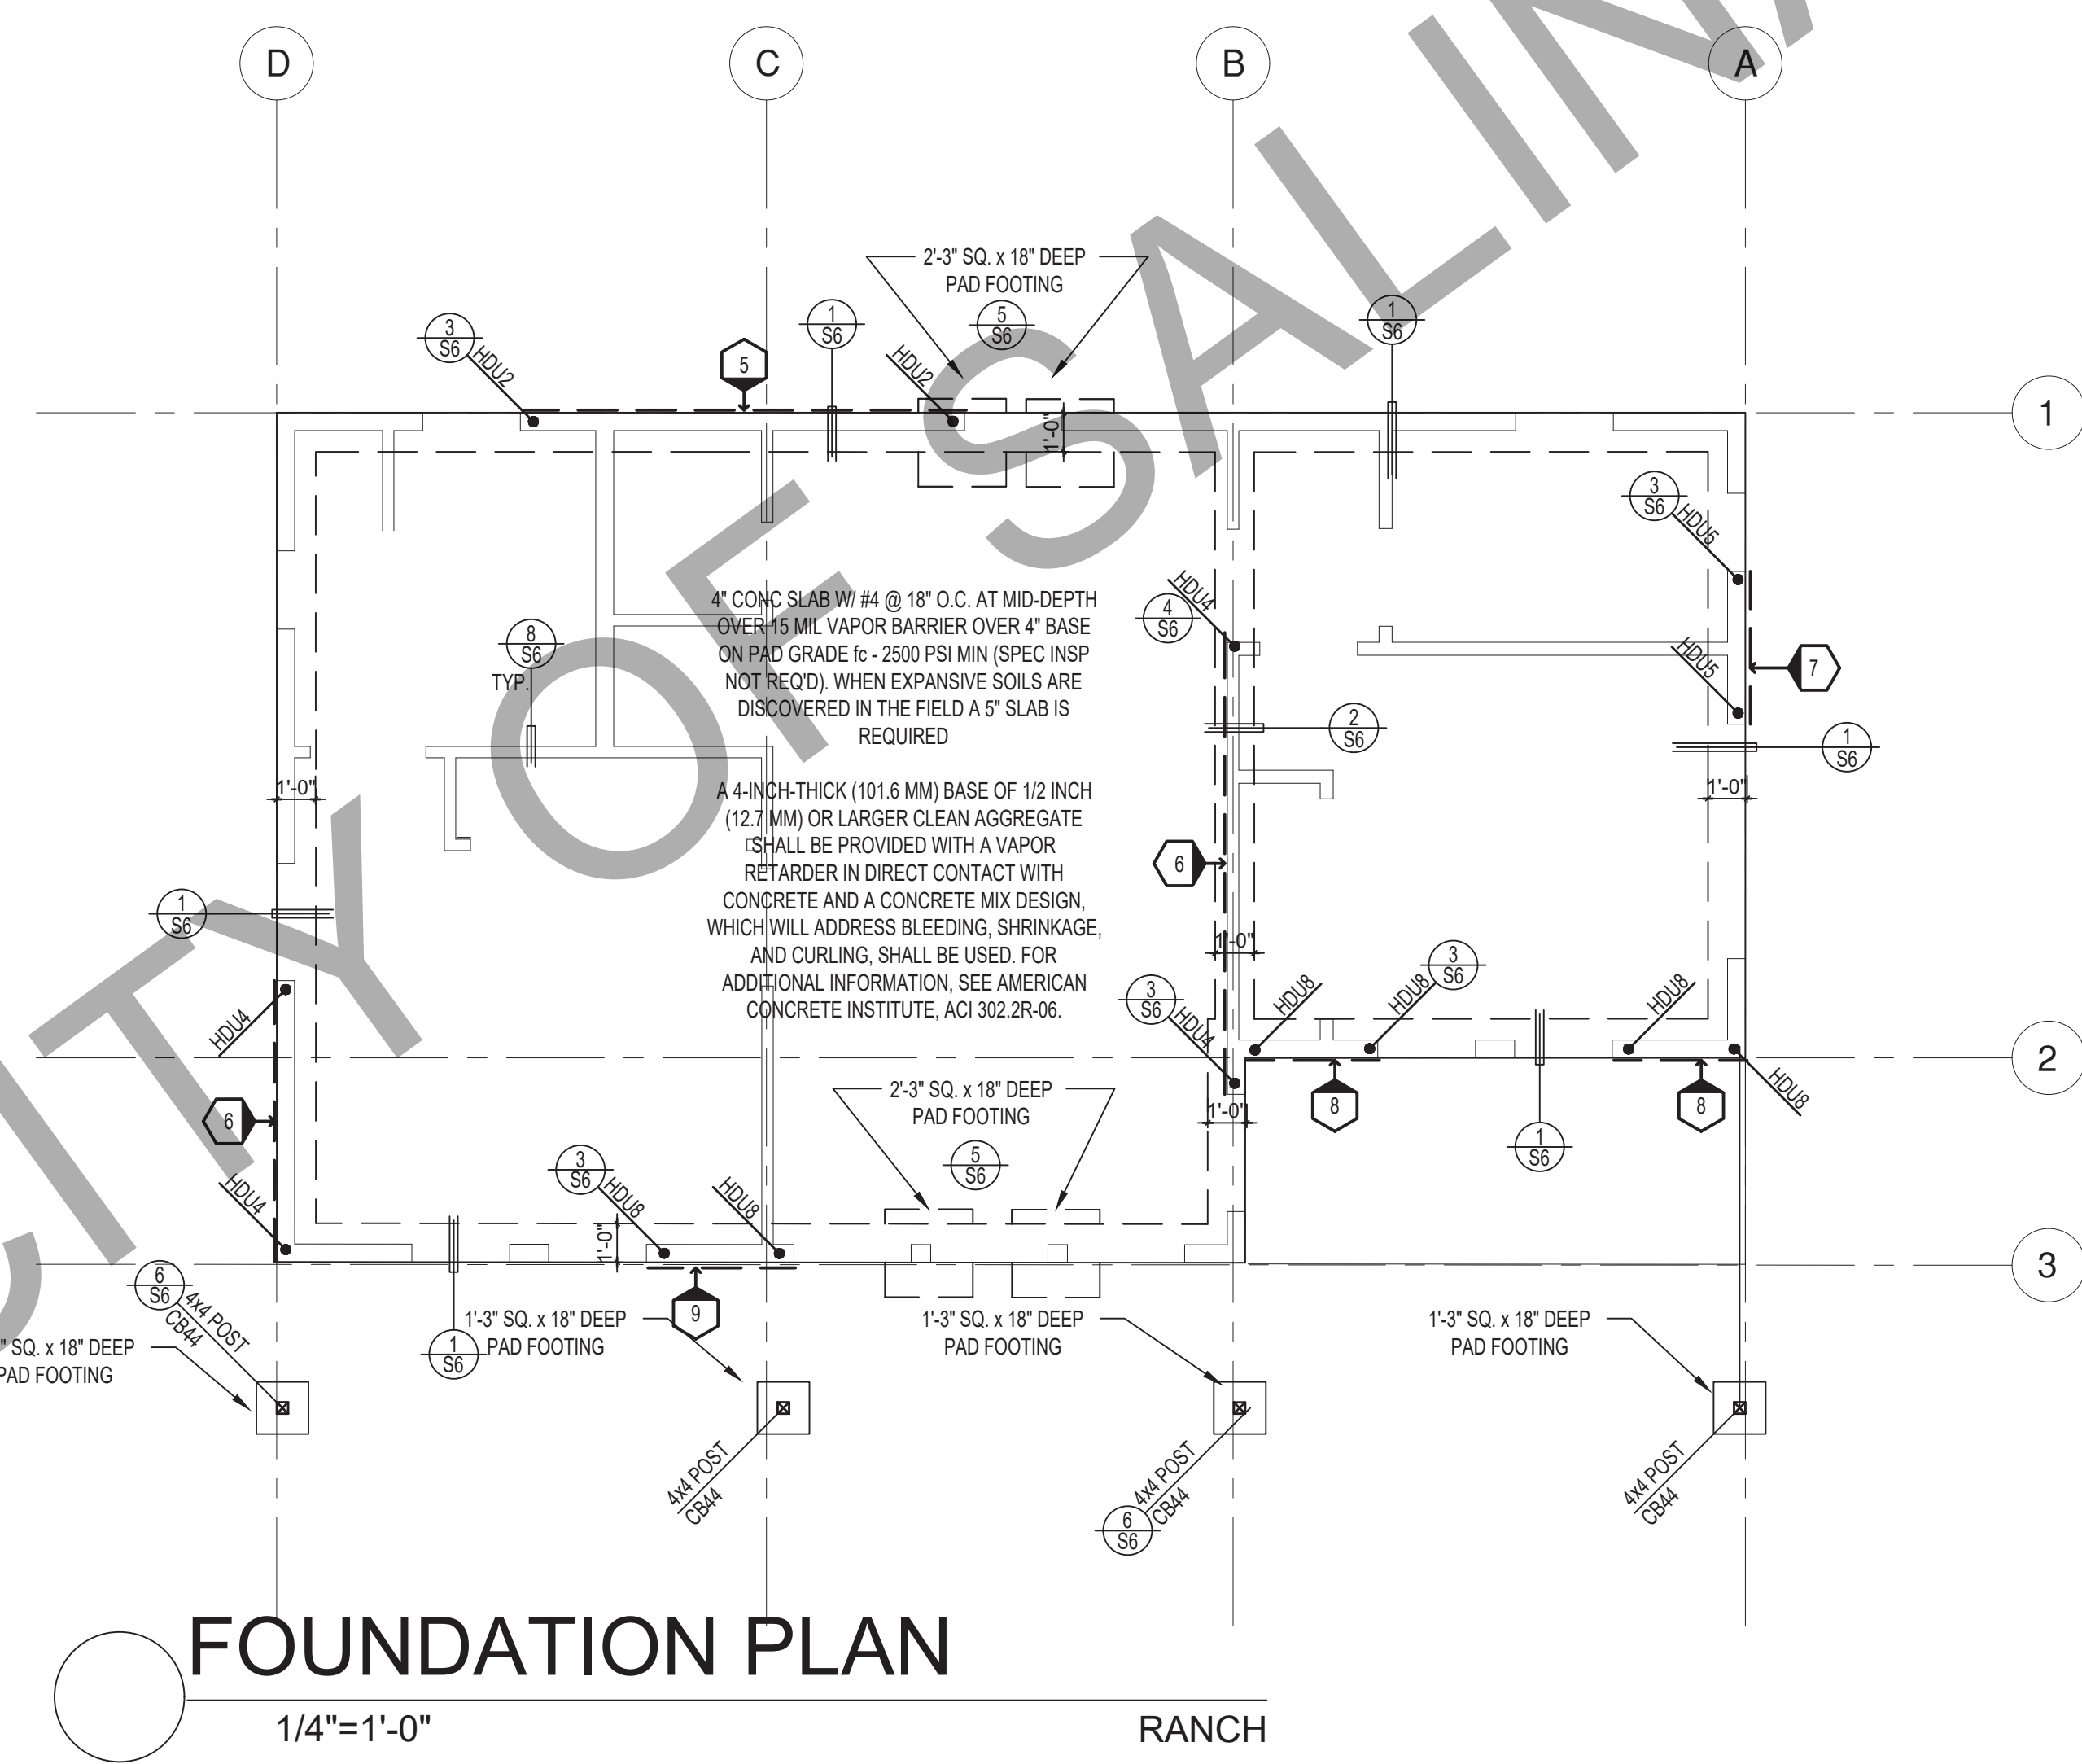 D
C
B
A
1
2
3
2'-3" SQ. x 18" DEEP
PAD FOOTING
5
S6
3
S6
HDU2
5
1
S6
HDU2
1
S6
1'-0"
3
S6
HDU5
HDU5
7
1
S6
1'-0"
8
S6
TYP.
4" CONC SLAB W/ #4 @ 18" O.C. AT MID-DEPTH
OVER 15 MIL VAPOR BARRIER OVER 4" BASE
ON PAD GRADE fc - 2500 PSI MIN (SPEC INSP
NOT REQ'D). WHEN EXPANSIVE SOILS ARE
DISCOVERED IN THE FIELD A 5" SLAB IS
REQUIRED
A 4-INCH-THICK (101.6 MM) BASE OF 1/2 INCH
(12.7 MM) OR LARGER CLEAN AGGREGATE
SHALL BE PROVIDED WITH A VAPOR
RETARDER IN DIRECT CONTACT WITH
CONCRETE AND A CONCRETE MIX DESIGN,
WHICH WILL ADDRESS BLEEDING, SHRINKAGE,
AND CURLING, SHALL BE USED. FOR
ADDITIONAL INFORMATION, SEE AMERICAN
CONCRETE INSTITUTE, ACI 302.2R-06.
HDU4
4
S6
2
S6
6
1'-0"
1'-0"
1
S6
3
S6
HDU4
HDU8
HDU8
3
S6
HDU8
HDU8
8
8
1
S6
1'-0"
HDU4
6
HDU4
2'-3" SQ. x 18" DEEP
PAD FOOTING
5
S6
3
S6
HDU8
HDU8
1'-0"
9
1
S6
6
S6
4x4 POST
CB44
" SQ. x 18" DEEP
PAD FOOTING
1'-3" SQ. x 18" DEEP
PAD FOOTING
1'-3" SQ. x 18" DEEP
PAD FOOTING
1'-3" SQ. x 18" DEEP
PAD FOOTING
4x4 POST
CB44
4x4 POST
CB44
6
S6
4x4 POST
CB44
CITY OF SALINA
FOUNDATION PLAN
1/4"=1'-0"
RANCH